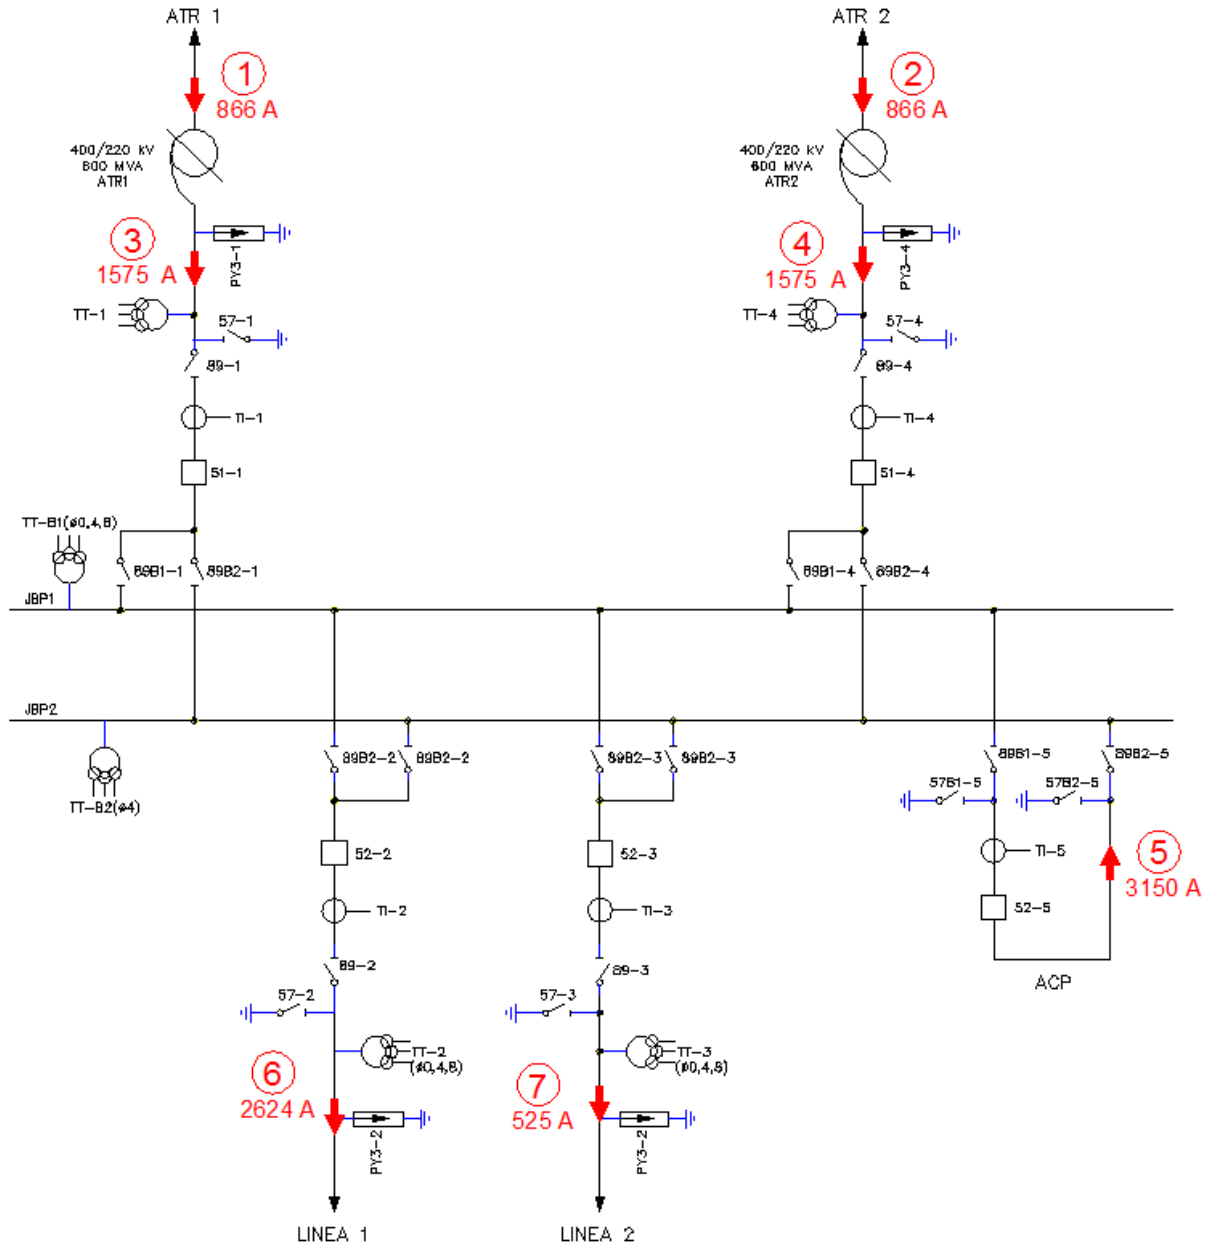 ATR 1
ATR 2
1
866 A
2
866 A
400/220 KV
600 MVA
ATR1
400/220 KV
600 MVA
ATR2
3
1575 A
PY3-1
4
1575 A
PY3-4
TT-1
57-1
TT-4
57-4
89-1
89-4
TI-1
TI-4
51-1
51-4
TT-B1(ø0,4,8)
89B1-1
89B2-1
89B1-4
89B2-4
JBP1
JBP2
89B2-2
89B2-2
89B2-3
89B2-3
89B1-5
89B2-5
57B1-5
57B2-5
TT-B2(ø4)
52-2
52-3
TI-5
5
3150 A
TI-2
TI-3
52-5
89-2
89-3
ACP
57-2
57-3
TT-2
(ø0,4,8)
TT-3
(ø0,4,8)
6
2624 A
7
525 A
PY3-2
PY3-2
LINEA 1
LINEA 2